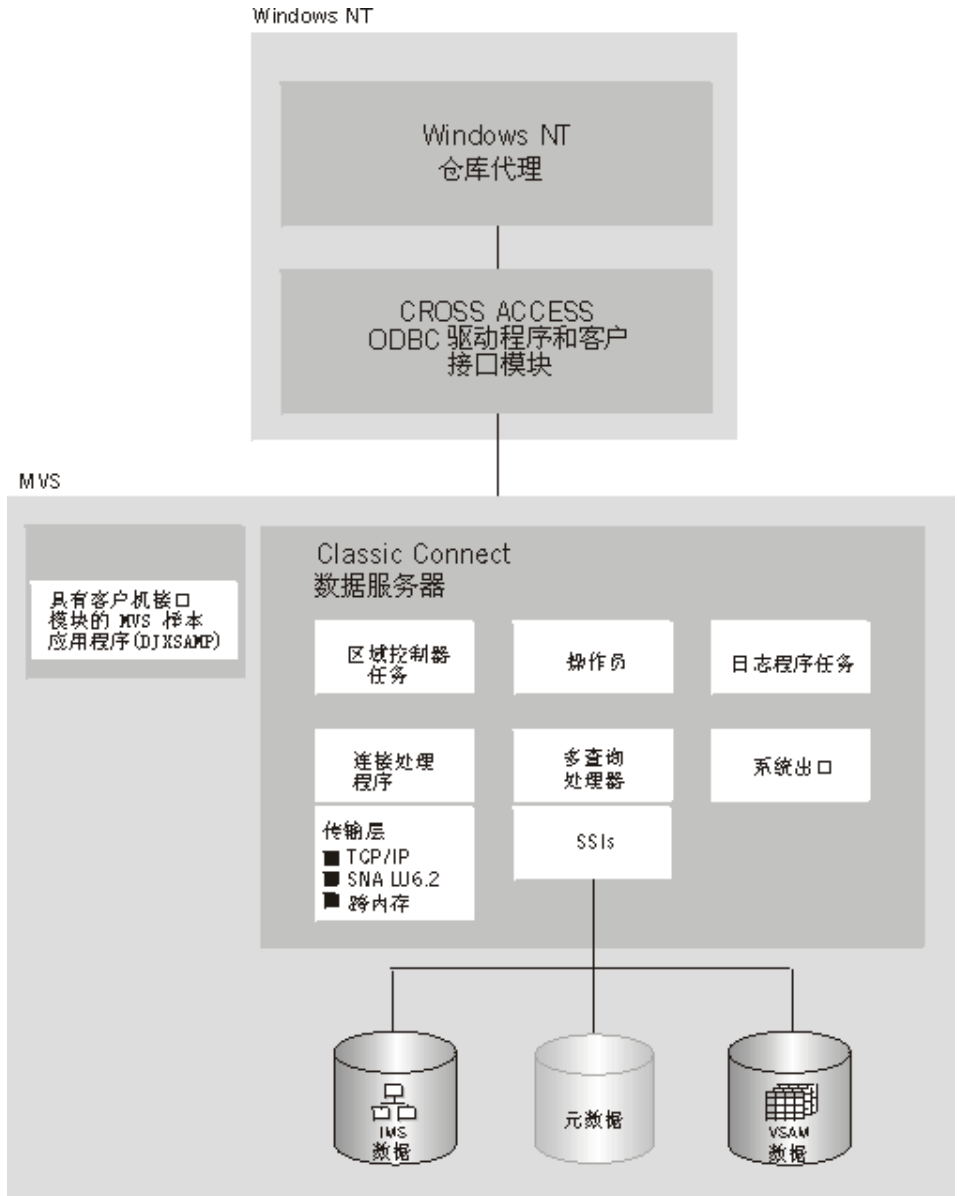 Windows NT
Windows NT
仓库代理
CROSS ACCESS
ODBC 驱动程序和客户
接口模块
MVS
具有客户机接口
模块的 MVS 样本
应用程序(DJXSAMP)
Classic Connect
数据服务器
区域控制器
任务
操作员
日志程序任务
连接处理
程序
多查询
处理器
系统出口
传输层
■ TCP/IP
■ SNA LU6.2
■ 跨内存
SSIs
IMS
数据
元数据
VSAM
数据